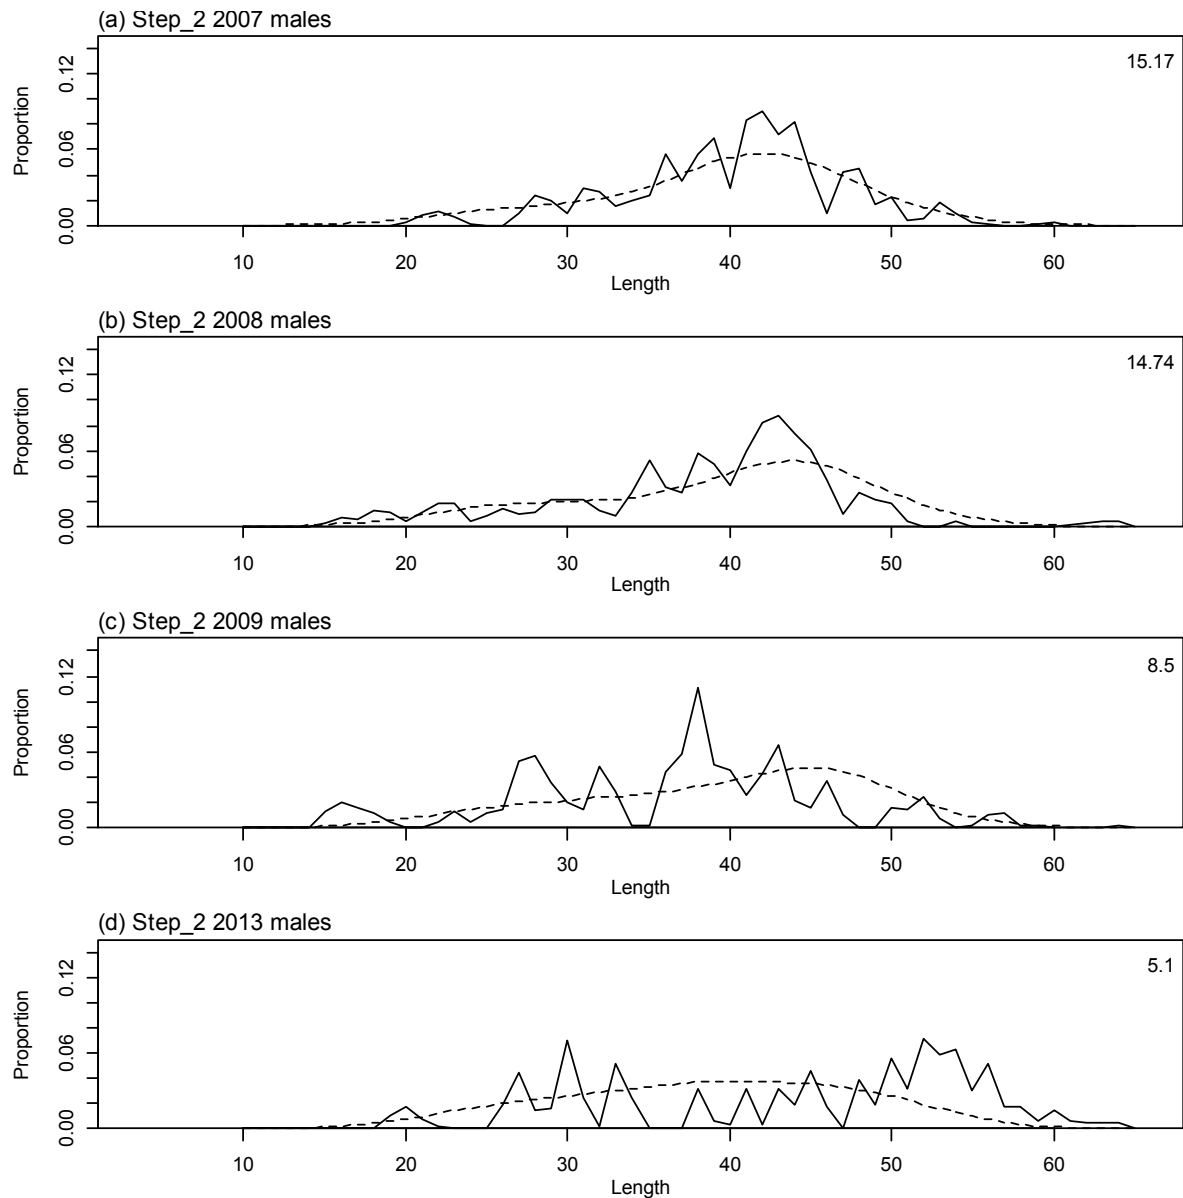 (a) Step_2 2007 males
15.17
Proportion
0.00 0.06 0.12
10 20 30 40 50 60
Length
(b) Step_2 2008 males
14.74
Proportion
0.00 0.06 0.12
10 20 30 40 50 60
Length
(c) Step_2 2009 males
8.5
Proportion
0.00 0.06 0.12
10 20 30 40 50 60
Length
(d) Step_2 2013 males
5.1
Proportion
0.00 0.06 0.12
10 20 30 40 50 60
Length